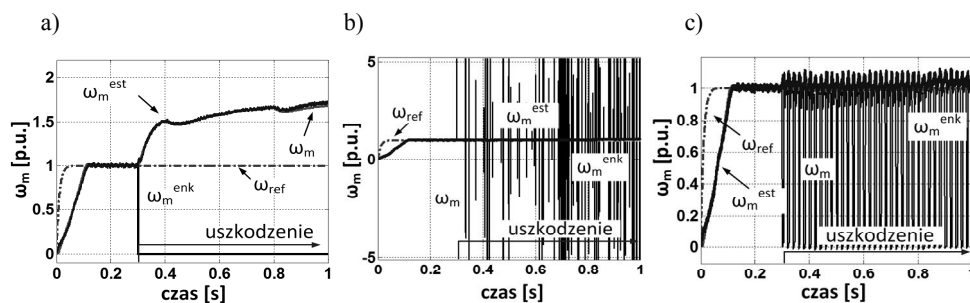 a)
ω_m [p.u.]
2
1.5
1
0.5
0
ω_m^est
ω_m
ω_m^enk
ω_ref
uszkodzenie
0 0.2 0.4 0.6 0.8 1
czas [s]
b)
ω_m [p.u.]
5
0
-5
ω_ref
ω_m^est
ω_m
ω_m^enk
uszkodzenie
0 0.2 0.4 0.6 0.8 1
czas [s]
c)
ω_m [p.u.]
1
0.8
0.6
0.4
0.2
0
ω_ref
ω_m^est
ω_m
ω_m^enk
uszkodzenie
0 0.2 0.4 0.6 0.8 1
czas [s]